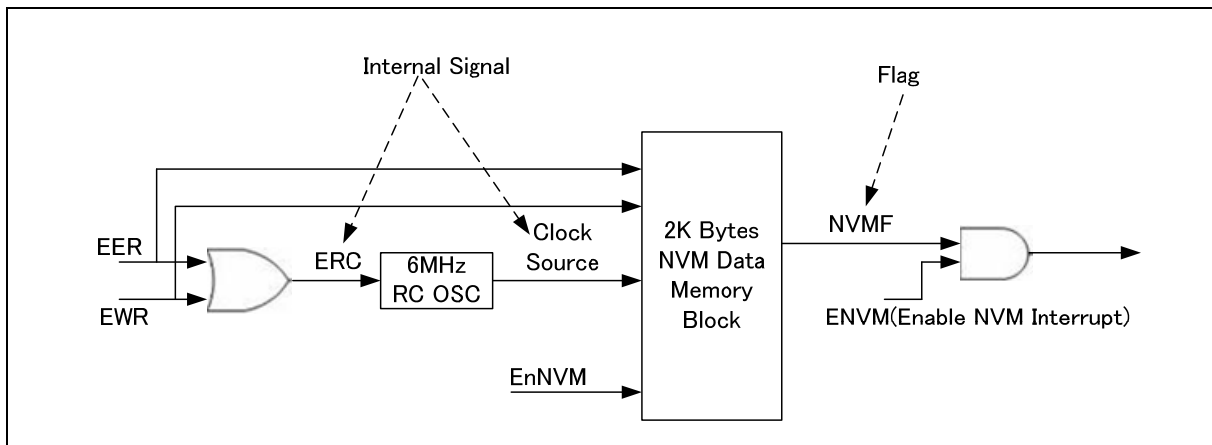 Internal Signal
Flag
EER
EWR
ERC
6MHz
RC OSC
Clock
Source
2K Bytes
NVM Data
Memory
Block
EnNVM
NVMF
ENVM(Enable NVM Interrupt)